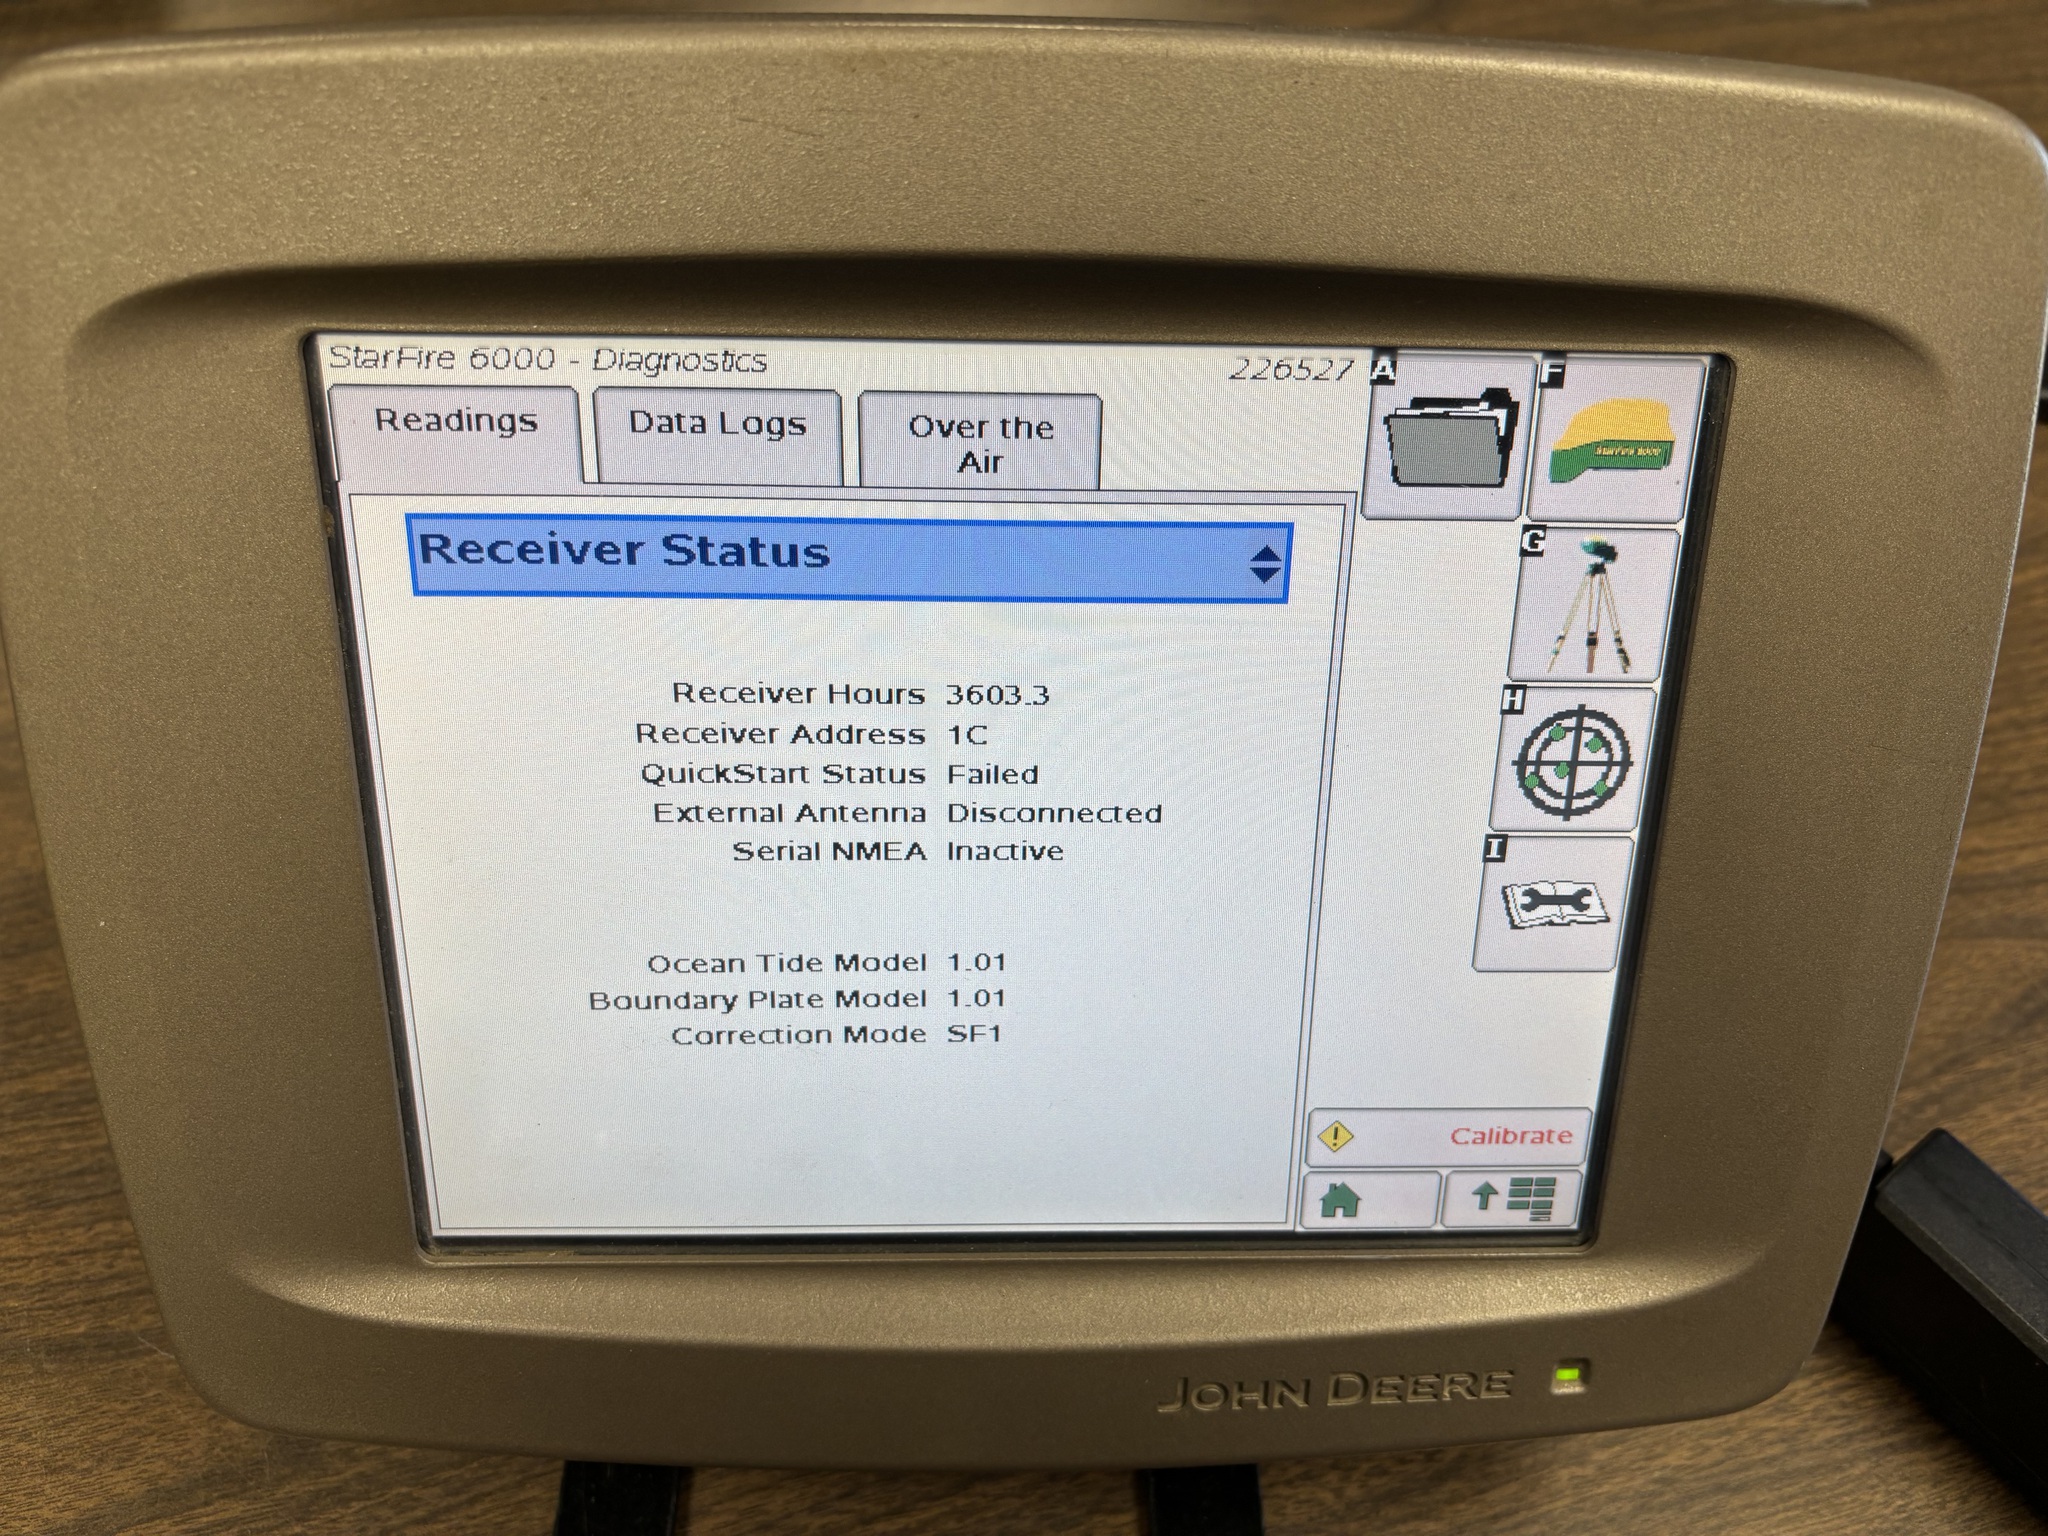 StarFire 6000 - Diagnostics
226527
A
F
Readings
Data Logs
Over the
Air
StarFire 6000
G
Receiver Status
H
Receiver Hours 3603.3
Receiver Address 1C
QuickStart Status Failed
External Antenna Disconnected
Serial NMEA Inactive
I
Ocean Tide Model 1.01
Boundary Plate Model 1.01
Correction Mode SF1
Calibrate
JOHN DEERE